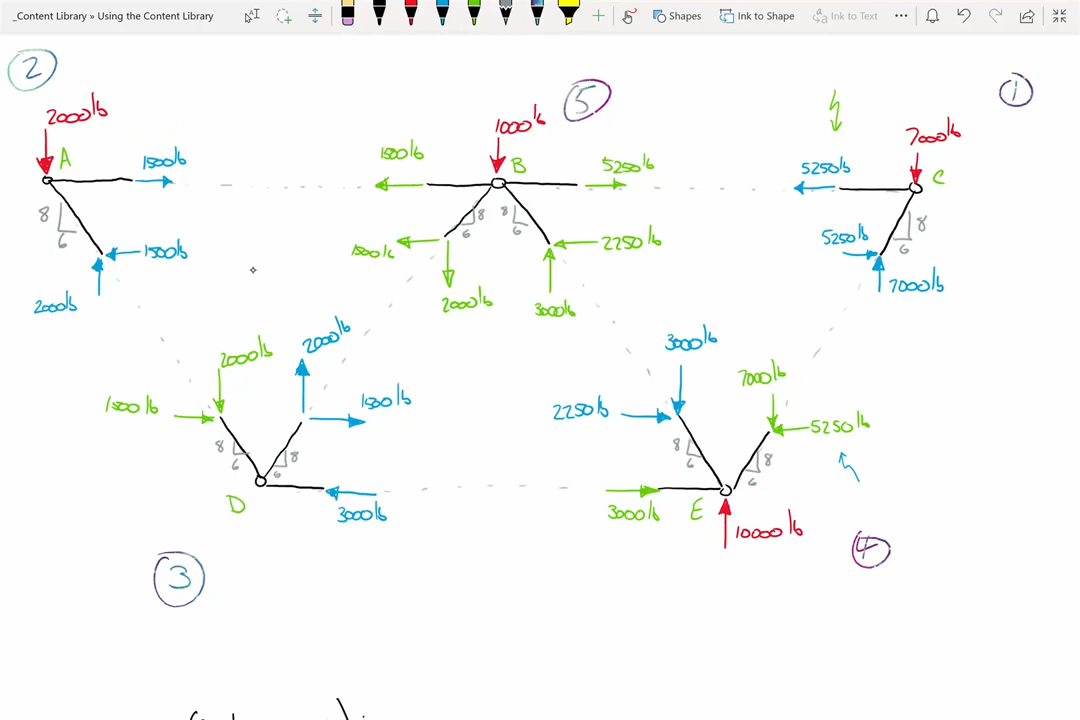 _Content Library » Using the Content Library
Shapes
Ink to Shape
Ink to Text
2
5
1
2000lb
A
1500lb
8
6
1500lb
2000lb
1000lb
B
1500lb
5250lb
8
6
8
6
1500lb
2250lb
2000lb
3000lb
7000lb
C
5250lb
8
6
5250lb
7000lb
2000lb
2000lb
1500lb
1500lb
8
6
8
6
D
3000lb
3000lb
7000lb
2250lb
5250lb
8
6
8
6
3000lb
E
10000lb
3
4